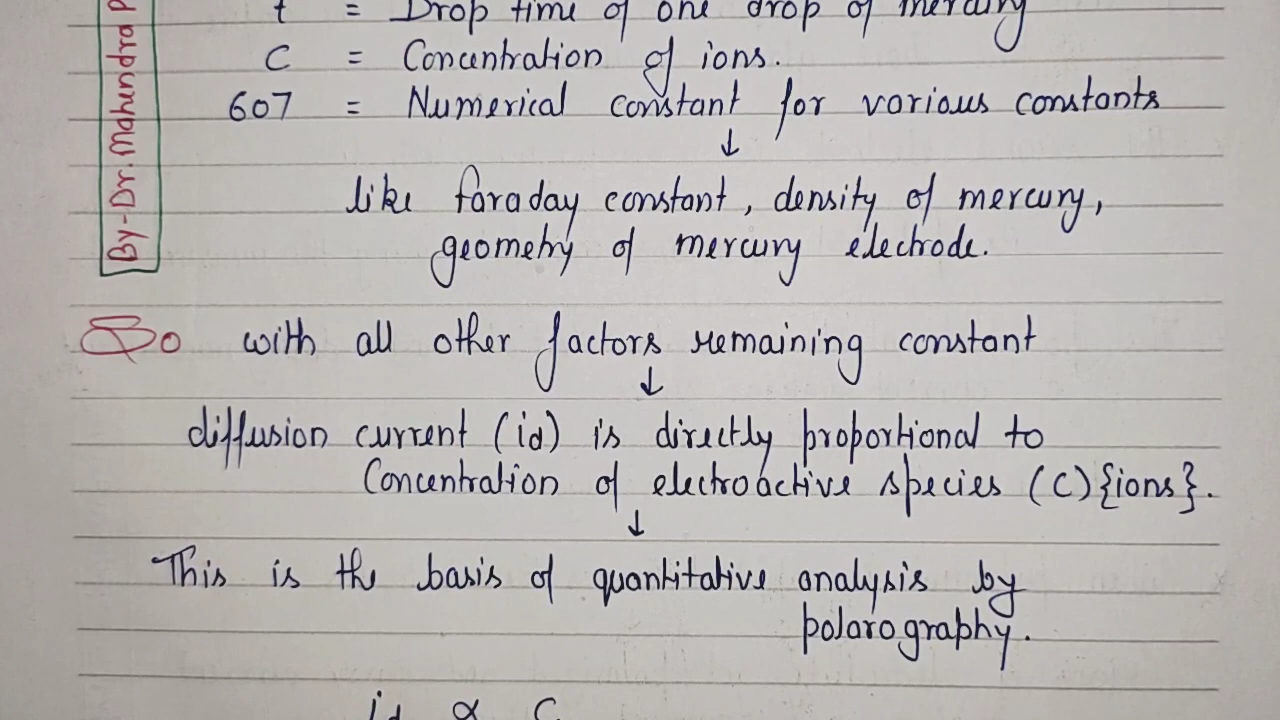 t = Drop time of one drop of mercury
C = Concentration of ions.
607 = Numerical constant for various constants
↓
like faraday constant, density of mercury,
geometry of mercury electrode.
So with all other factors remaining constant
↓
diffusion current (id) is directly proportional to
Concentration of electroactive species (C){ions}.
↓
This is the basis of quantitative analysis by
polarography.
id ∝ C
By-Dr. Mahendra P